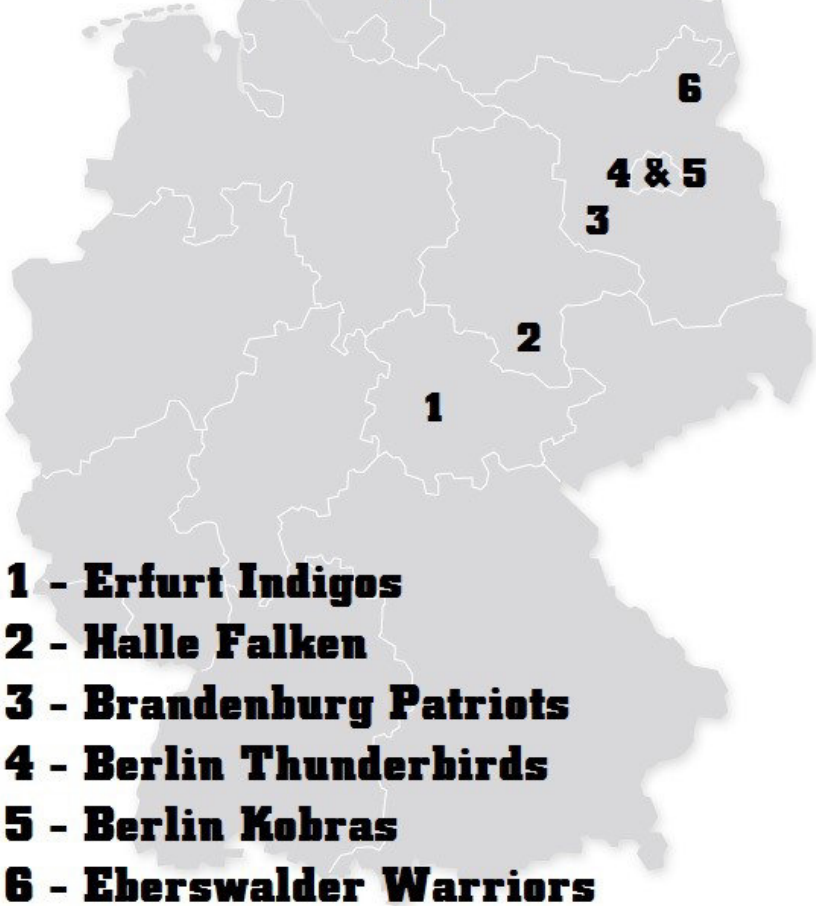 6
4 & 5
3
2
1
1 - Erfurt Indigos
2 - Halle Falken
3 - Brandenburg Patriots
4 - Berlin Thunderbirds
5 - Berlin Kobras
6 - Eberswalder Warriors